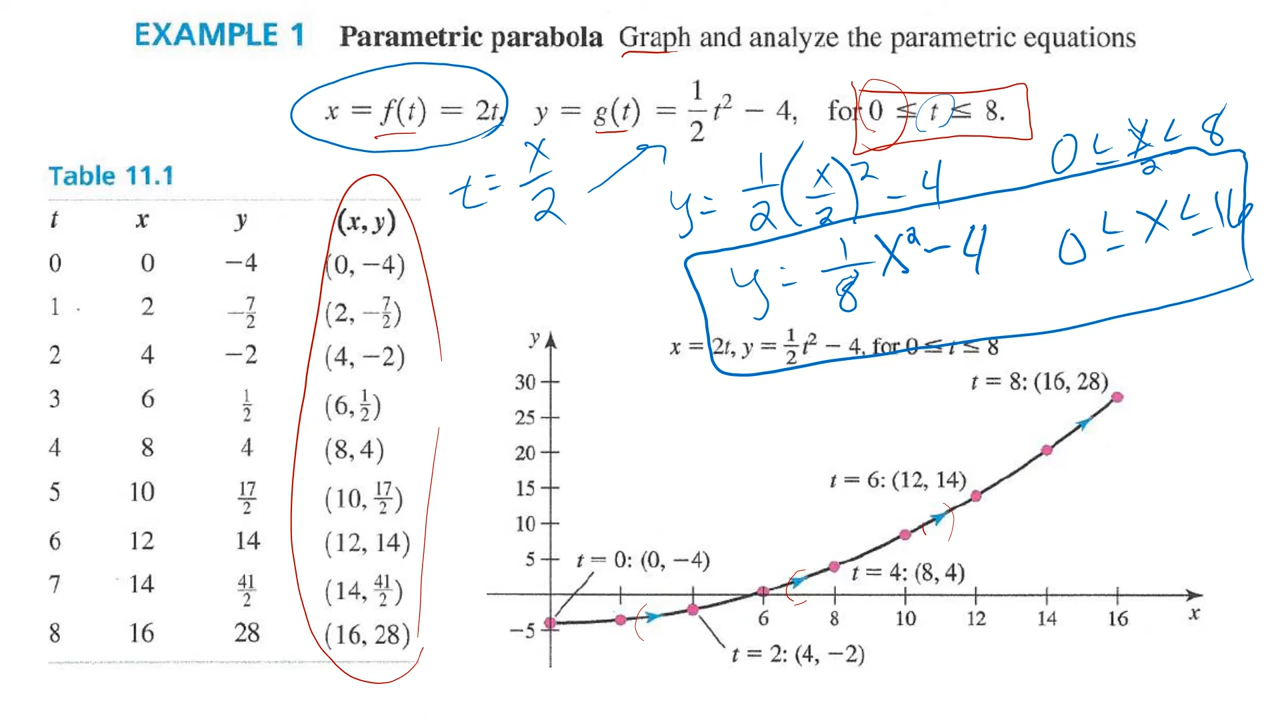 EXAMPLE 1 Parametric parabola Graph and analyze the parametric equations
x = f(t) = 2t, y = g(t) = 1/2 t² − 4, for 0 ≤ t ≤ 8.
t = x/2
y = 1/2 (x/2)² − 4
0 ≤ x/2 ≤ 8
y = 1/8 x² − 4 0 ≤ x ≤ 16
Table 11.1
t x y (x, y)
0 0 −4 (0, −4)
1 2 −7/2 (2, −7/2)
2 4 −2 (4, −2)
3 6 1/2 (6, 1/2)
4 8 4 (8, 4)
5 10 17/2 (10, 17/2)
6 12 14 (12, 14)
7 14 41/2 (14, 41/2)
8 16 28 (16, 28)
x = 2t, y = 1/2 t² − 4, for 0 ≤ t ≤ 8
y
30
25
20
15
10
5
−5
t = 8: (16, 28)
t = 6: (12, 14)
t = 0: (0, −4)
t = 4: (8, 4)
6 8 10 12 14 16 x
t = 2: (4, −2)